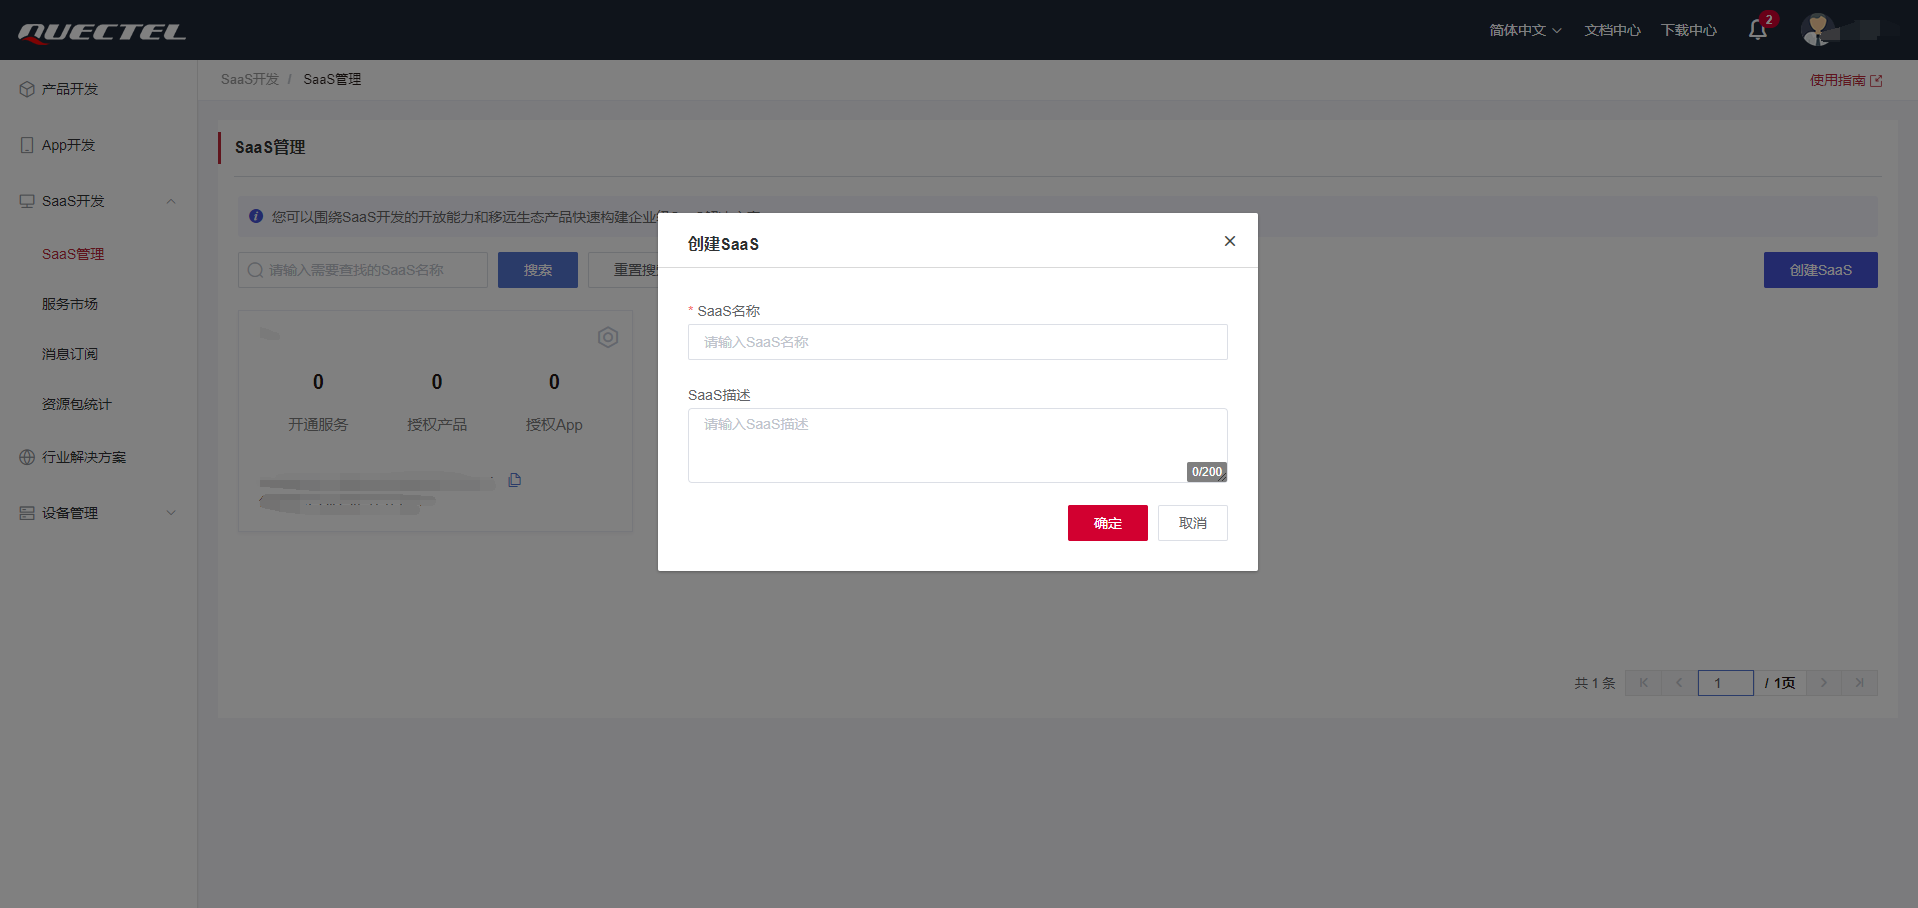 QUECTEL
简体中文 文档中心 下载中心 2
产品开发
App开发
SaaS开发
SaaS管理
服务市场
消息订阅
资源包统计
行业解决方案
设备管理
SaaS开发 / SaaS管理
使用指南
SaaS管理
您可以围绕SaaS开发的开放能力和移远生态产品快速构建企业
请输入需要查找的SaaS名称 搜索 重置搜
创建SaaS
0 0 0
开通服务 授权产品 授权App
创建SaaS
* SaaS名称
请输入SaaS名称
SaaS描述
请输入SaaS描述
0/200
确定 取消
共 1 条 1 / 1页